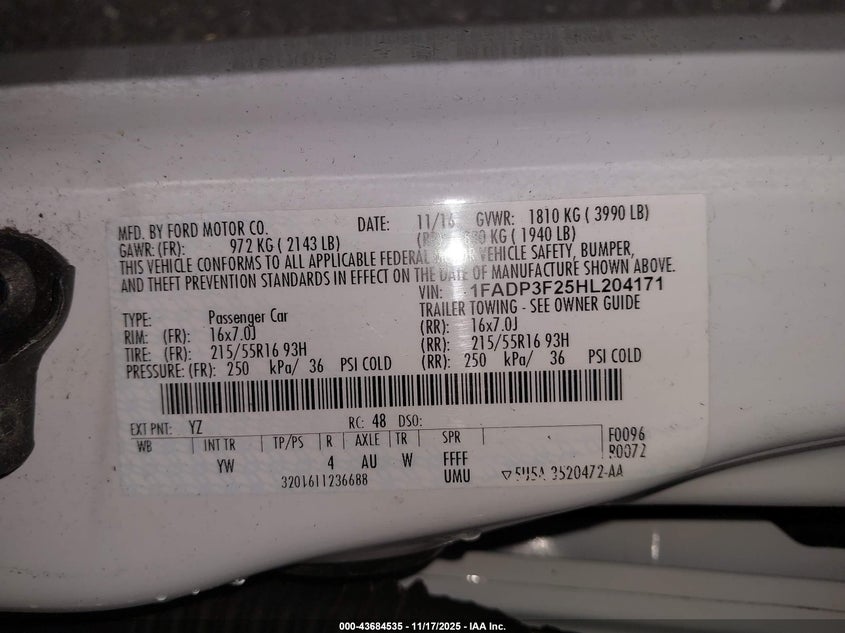 MFD. BY FORD MOTOR CO. DATE: 11/16 GVWR: 1810 KG ( 3990 LB)
GAWR: (FR): 972 KG ( 2143 LB) KG ( 1940 LB)
THIS VEHICLE CONFORMS TO ALL APPLICABLE FEDERAL VEHICLE SAFETY, BUMPER,
AND THEFT PREVENTION STANDARDS IN EFFECT ON THE DATE OF MANUFACTURE SHOWN ABOVE.
VIN: 1FADP3F25HL204171
TRAILER TOWING - SEE OWNER GUIDE
TYPE: Passenger Car
RIM: (FR): 16x7.0J (RR): 16x7.0J
TIRE: (FR): 215/55R16 93H (RR): 215/55R16 93H
PRESSURE: (FR): 250 kPa/ 36 PSI COLD (RR): 250 kPa/ 36 PSI COLD
EXT PNT: YZ RC: 48 DSO:
WB INT TR TP/PS R AXLE TR SPR F0096
YW 4 AU W FFFF R0072
3201611236688 UMU 3520472-AA
000-43684535 - 11/17/2025 - IAA Inc.